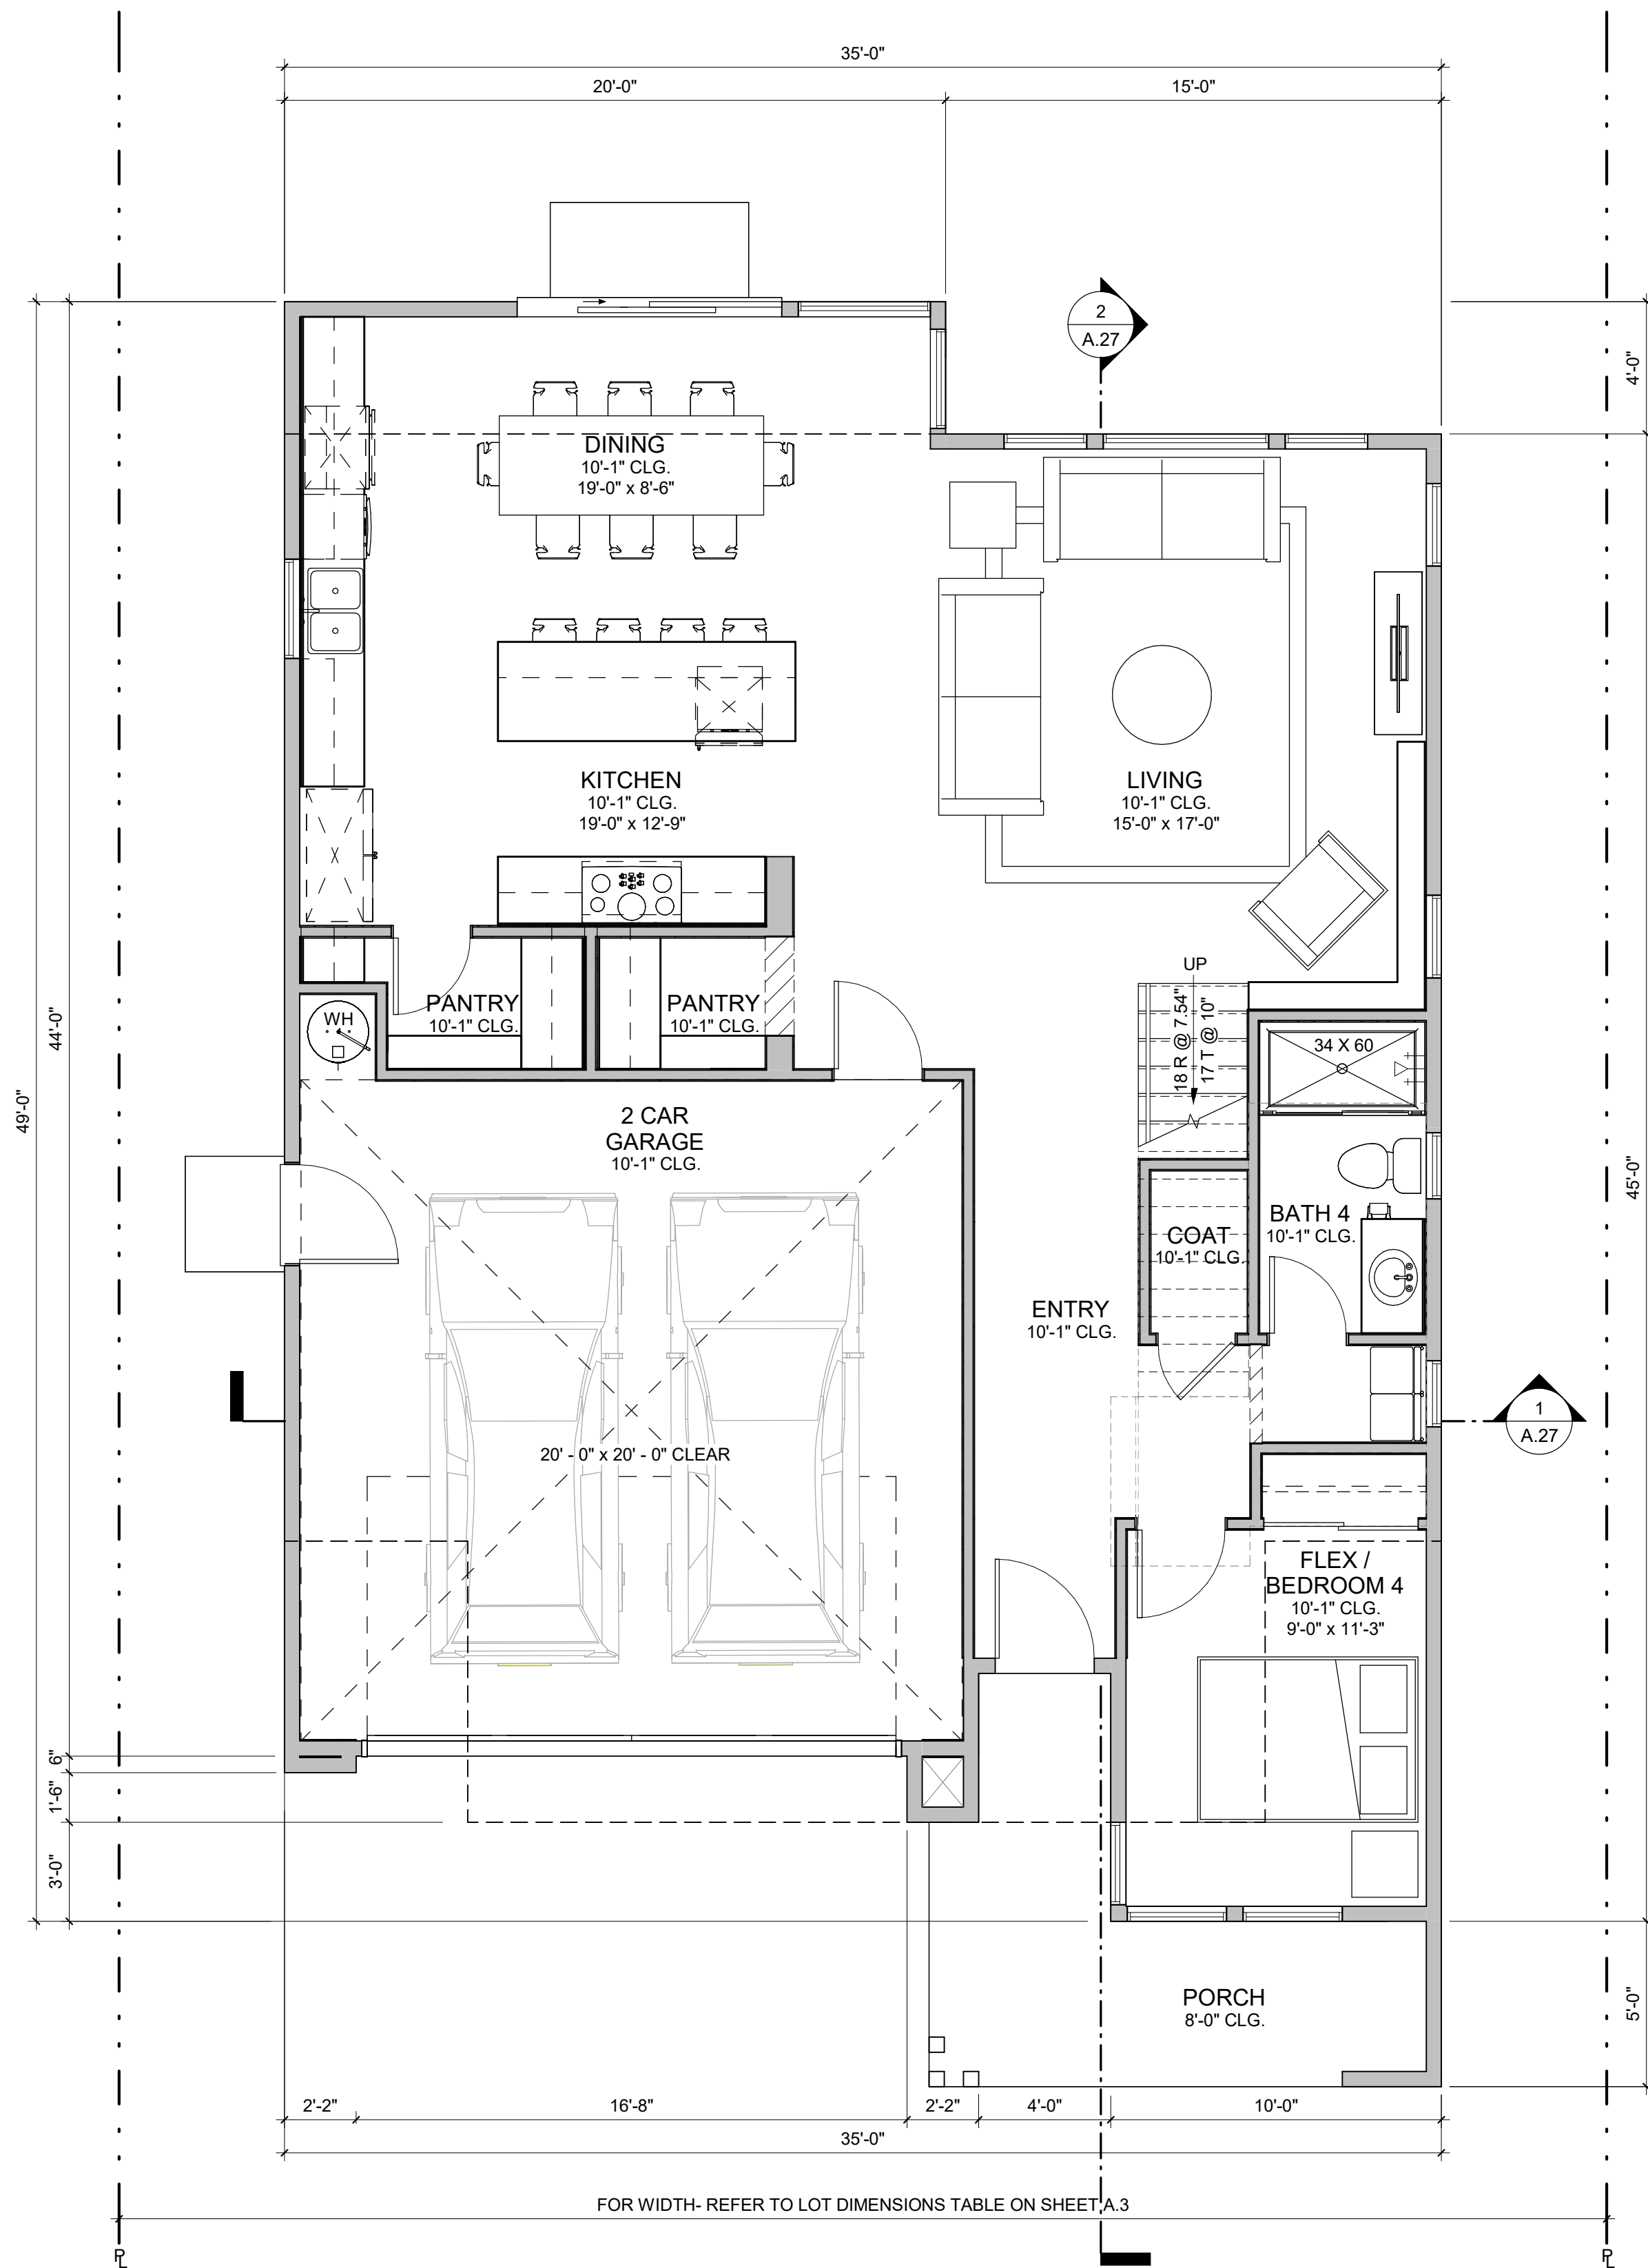 35'-0"
20'-0"
15'-0"
2
A.27
4'-0"
DINING
10'-1" CLG.
19'-0" x 8'-6"
KITCHEN
10'-1" CLG.
19'-0" x 12'-9"
LIVING
10'-1" CLG.
15'-0" x 17'-0"
UP
18 R @ 7.54"
17 T @ 10"
PANTRY
10'-1" CLG.
PANTRY
10'-1" CLG.
WH
34 X 60
44'-0"
49'-0"
45'-0"
2 CAR
GARAGE
10'-1" CLG.
COAT
10'-1" CLG.
BATH 4
10'-1" CLG.
ENTRY
10'-1" CLG.
1
A.27
20' - 0" x 20' - 0" CLEAR
FLEX /
BEDROOM 4
10'-1" CLG.
9'-0" x 11'-3"
6"
1'-6"
3'-0"
PORCH
8'-0" CLG.
5'-0"
2'-2"
16'-8"
2'-2"
4'-0"
10'-0"
35'-0"
FOR WIDTH- REFER TO LOT DIMENSIONS TABLE ON SHEET A.3
PL
PL